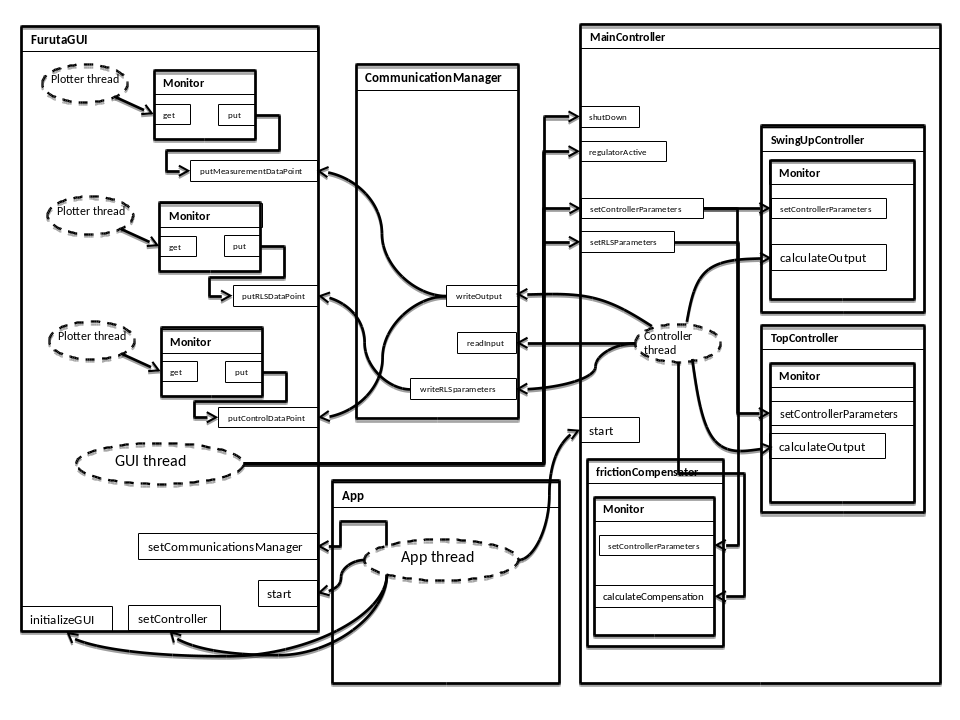 FurutaGUI
Plotter thread
Monitor
get
put
putMeasurementDataPoint
Plotter thread
Monitor
get
put
putRLSDataPoint
Plotter thread
Monitor
get
put
putControlDataPoint
GUI thread
setCommunicationsManager
start
initializeGUI
setController
CommunicationManager
writeOutput
readInput
writeRLSparameters
App
App thread
MainController
shutDown
regulatorActive
setControllerParameters
setRLSParameters
Controller
thread
start
SwingUpController
Monitor
setControllerParameters
calculateOutput
TopController
Monitor
setControllerParameters
calculateOutput
frictionCompensator
Monitor
setControllerParameters
calculateCompensation